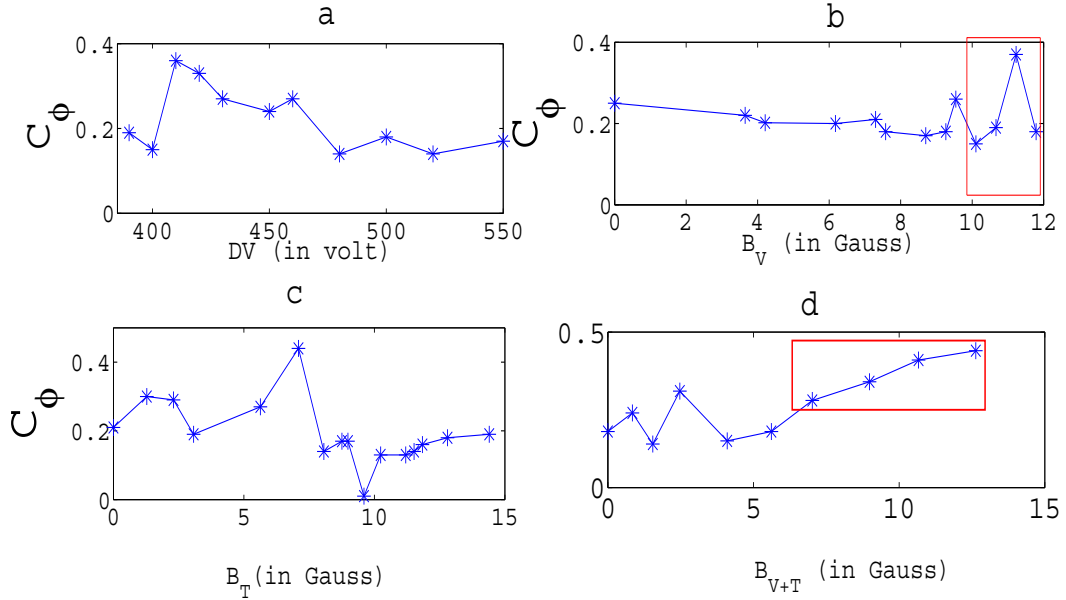 a
0.4
0.2
0
C_ϕ
400 450 500 550
DV (in volt)
b
0.4
0.2
0
C_ϕ
0 2 4 6 8 10 12
B_V (in Gauss)
c
0.4
0.2
0
C_ϕ
0 5 10 15
B_T(in Gauss)
d
0.5
0
0 5 10 15
B_{V+T} (in Gauss)